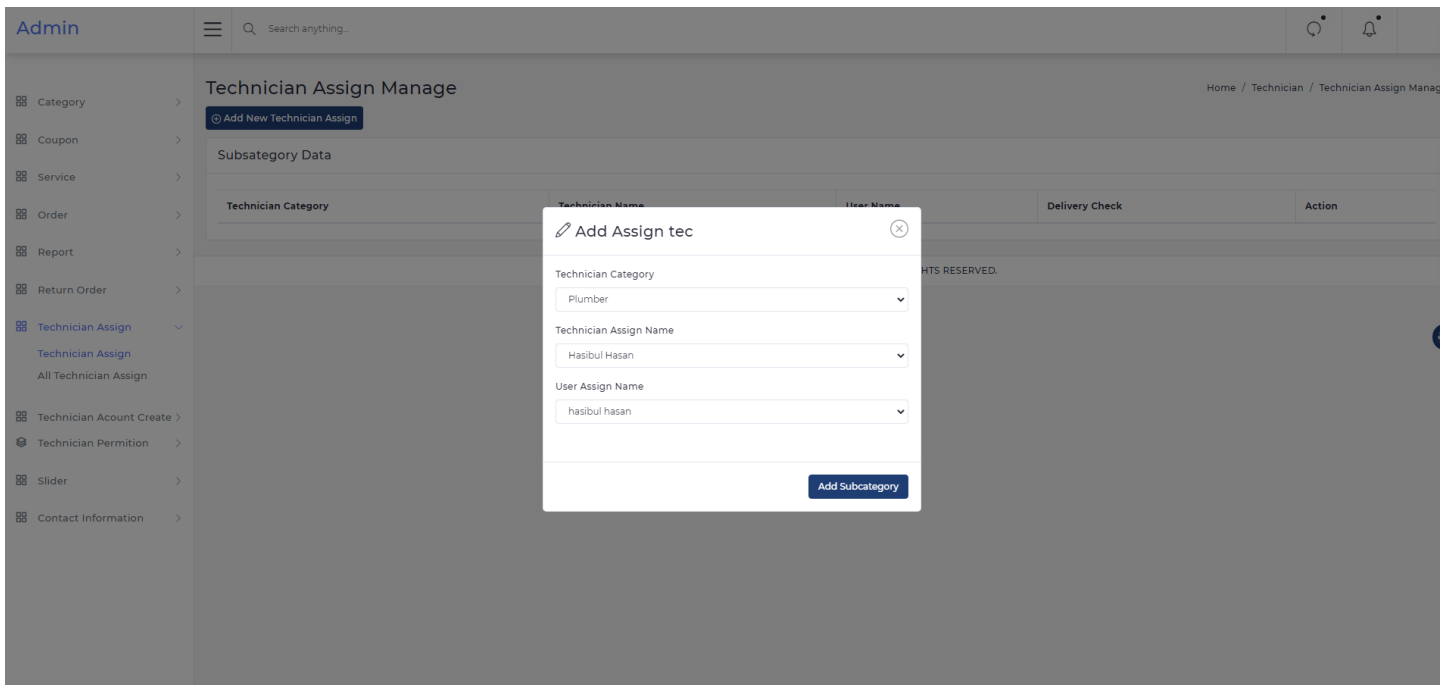 Admin
Search anything...
Category
Coupon
Service
Order
Report
Return Order
Technician Assign
Technician Assign
All Technician Assign
Technician Acount Create
Technician Permition
Slider
Contact Information
Technician Assign Manage
Home / Technician / Technician Assign Manag
Add New Technician Assign
Subsategory Data
Technician Category Technician Name User Name Delivery Check Action
HTS RESERVED.
Add Assign tec
Technician Category
Plumber
Technician Assign Name
Hasibul Hasan
User Assign Name
hasibul hasan
Add Subcategory